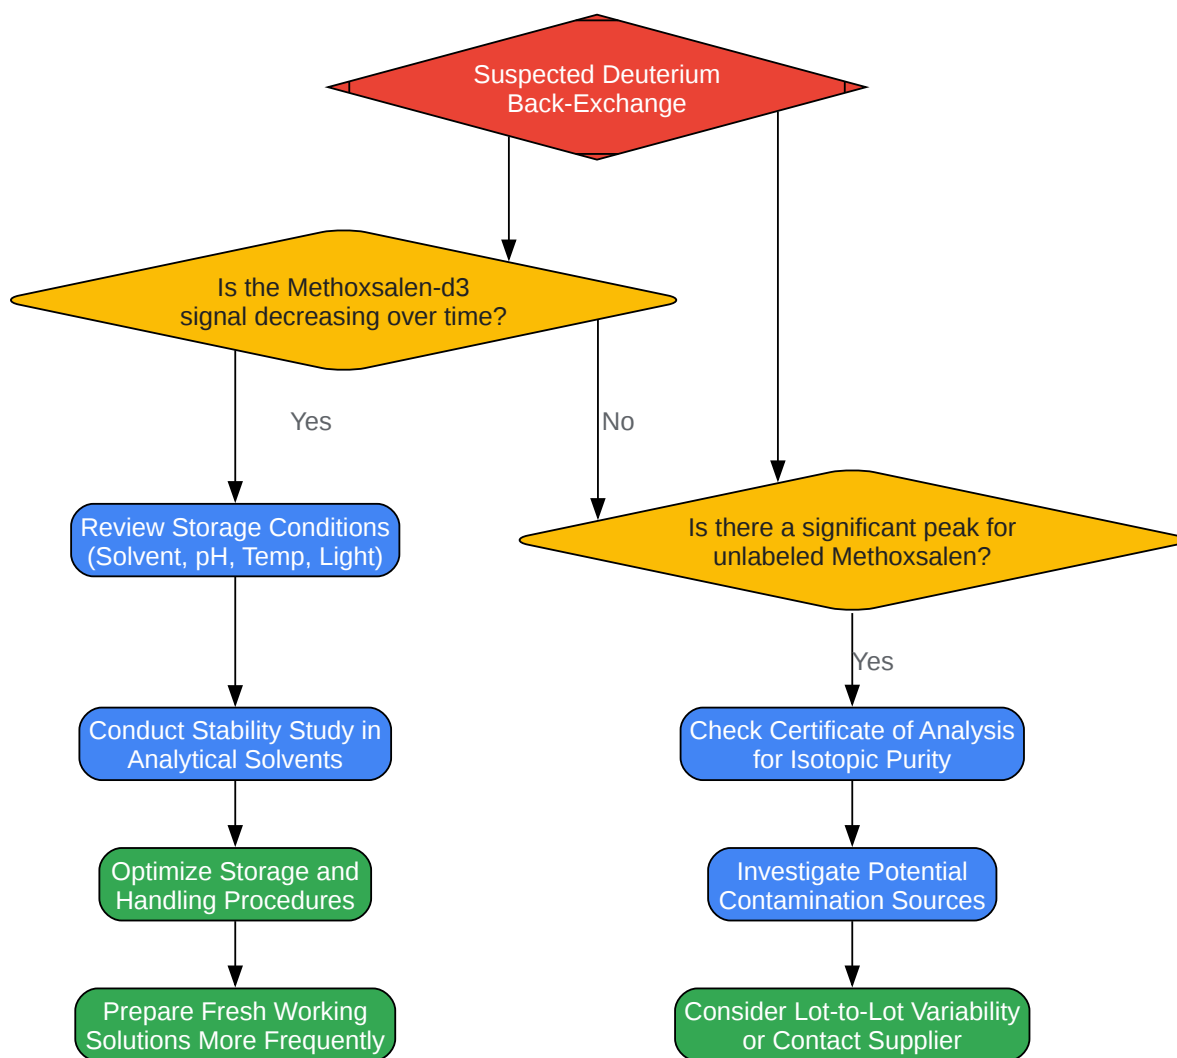 Suspected Deuterium
Back-Exchange
Is the Methoxsalen-d3
signal decreasing over time?
Yes
No
Review Storage Conditions
(Solvent, pH, Temp, Light)
Is there a significant peak for
unlabeled Methoxsalen?
Yes
Conduct Stability Study in
Analytical Solvents
Check Certificate of Analysis
for Isotopic Purity
Optimize Storage and
Handling Procedures
Investigate Potential
Contamination Sources
Prepare Fresh Working
Solutions More Frequently
Consider Lot-to-Lot Variability
or Contact Supplier